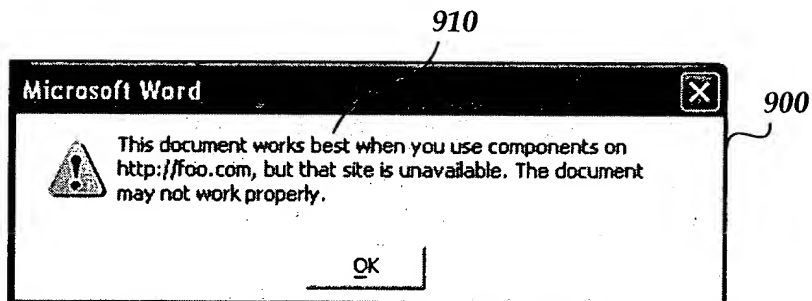 910
Microsoft Word
900
This document works best when you use components on
http://foo.com, but that site is unavailable. The document
may not work properly.
OK